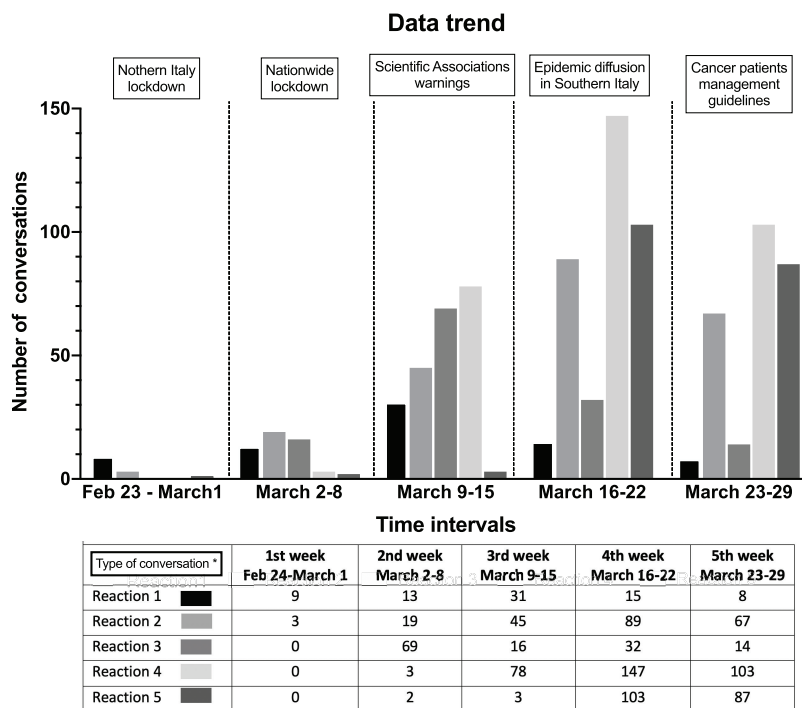 Data trend
Nothern Italy
lockdown
Nationwide
lockdown
Scientific Associations
warnings
Epidemic diffusion
in Southern Italy
Cancer patients
management
guidelines
Number of conversations
150
100
50
0
Feb 23 - March1
March 2-8
March 9-15
March 16-22
March 23-29
Time intervals
Type of conversation *
1st week
Feb 24-March 1
2nd week
March 2-8
3rd week
March 9-15
4th week
March 16-22
5th week
March 23-29
Reaction 1 9 13 31 15 8
Reaction 2 3 19 45 89 67
Reaction 3 0 69 16 32 14
Reaction 4 0 3 78 147 103
Reaction 5 0 2 3 103 87